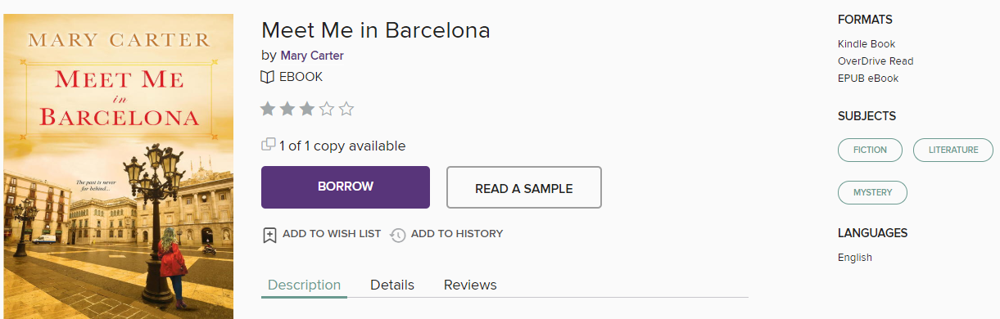 MARY CARTER
MEET ME
in
BARCELONA
The past is never
far behind...
Meet Me in Barcelona
by Mary Carter
EBOOK
1 of 1 copy available
BORROW
READ A SAMPLE
ADD TO WISH LIST
ADD TO HISTORY
Description
Details
Reviews
FORMATS
Kindle Book
OverDrive Read
EPUB eBook
SUBJECTS
FICTION
LITERATURE
MYSTERY
LANGUAGES
English